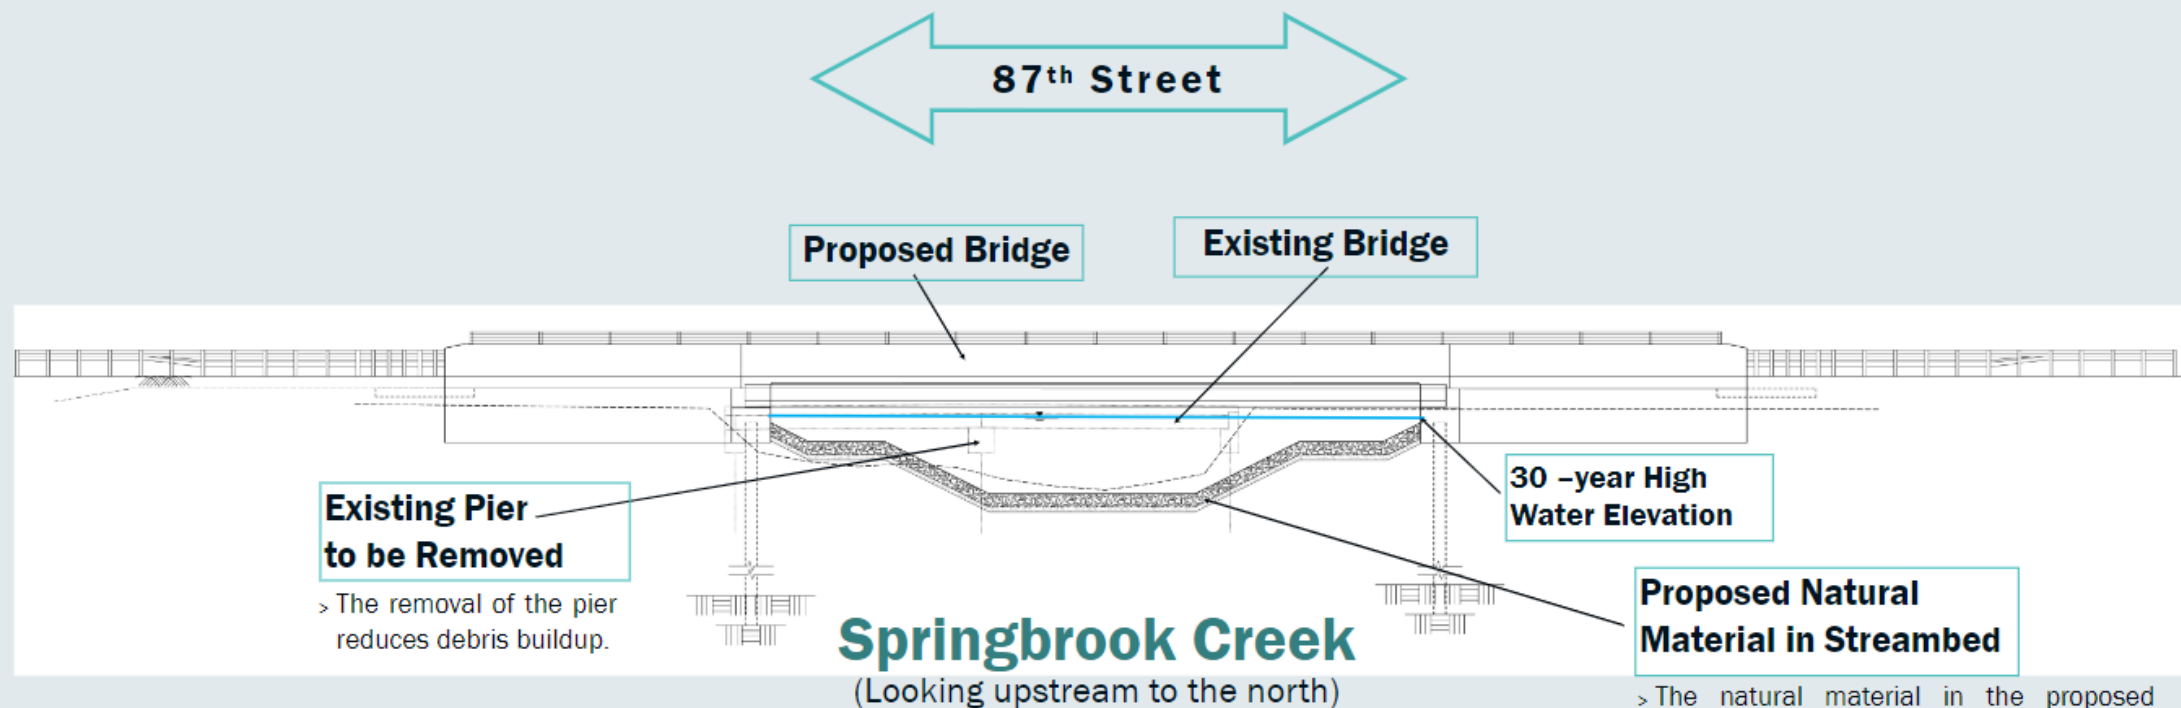 87th Street
Proposed Bridge
Existing Bridge
Existing Pier
to be Removed
> The removal of the pier
reduces debris buildup.
30 –year High
Water Elevation
Proposed Natural
Material in Streambed
> The natural material in the proposed
Springbrook Creek
(Looking upstream to the north)